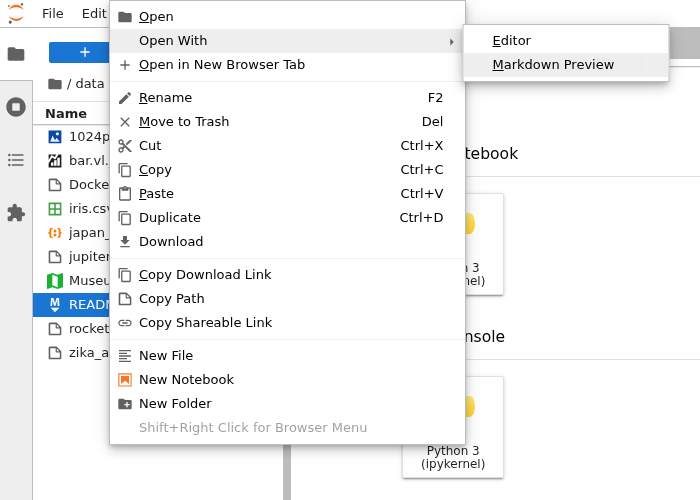 File Edit
/ data
Name
1024p
bar.vl.
Docke
iris.csv
japan_
jupiter
Museu
READM
rocket
zika_a
Open
Open With
Open in New Browser Tab
Rename F2
Move to Trash Del
Cut Ctrl+X
Copy Ctrl+C
Paste Ctrl+V
Duplicate Ctrl+D
Download
Copy Download Link
Copy Path
Copy Shareable Link
New File
New Notebook
New Folder
Shift+Right Click for Browser Menu
Editor
Markdown Preview
tebook
n 3
nel)
nsole
Python 3
(ipykernel)